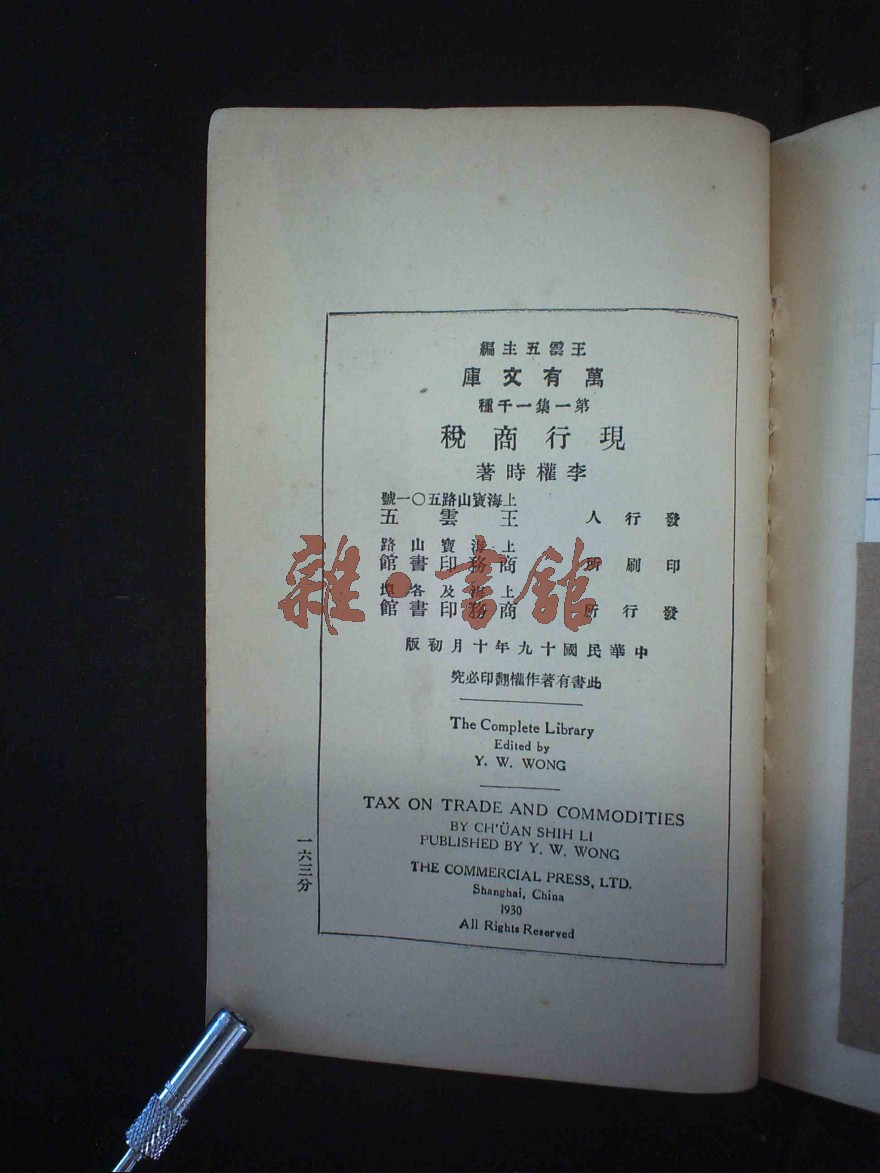 王雲五主編
萬有文庫
第一集一千種
現行商稅
李權時著
上海寶山路五〇一號
發行人 王雲五
上海寶山路
印刷所 商務印書館
上海及各埠
發行所 商務印書館
中華民國十九年十月初版
此書有著作權翻印必究
The Complete Library
Edited by
Y. W. WONG
TAX ON TRADE AND COMMODITIES
BY CH'ÜAN SHIH LI
PUBLISHED BY Y. W. WONG
THE COMMERCIAL PRESS, LTD.
Shanghai, China
1930
All Rights Reserved
一六三分
雜·書館